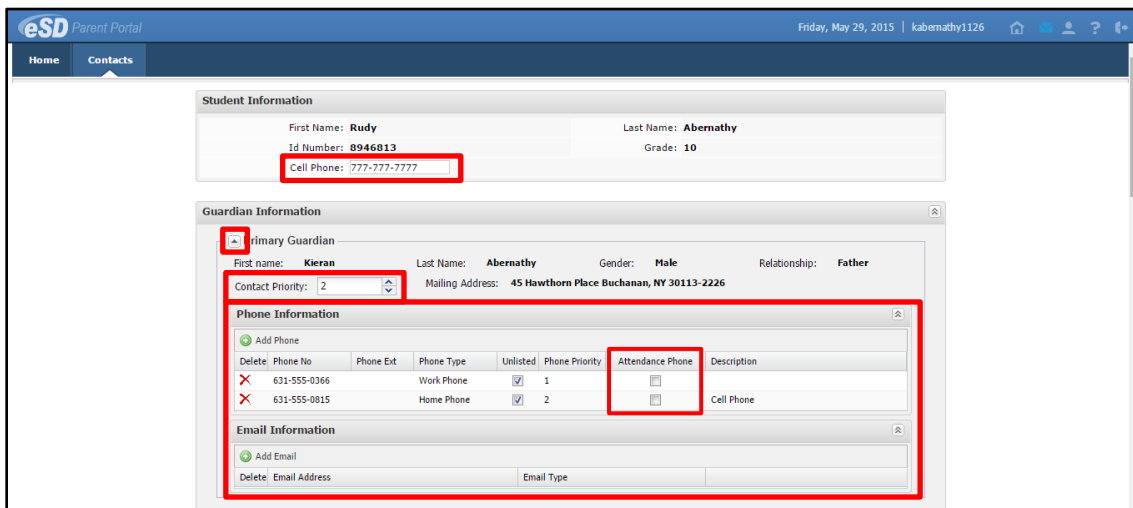 eSD Parent Portal Friday, May 29, 2015 | kabernathy1126 ?
Home Contacts
Student Information
First Name: Rudy Last Name: Abernathy
Id Number: 8946813 Grade: 10
Cell Phone: 777-777-7777
Guardian Information
Primary Guardian
First name: Kieran Last Name: Abernathy Gender: Male Relationship: Father
Contact Priority: 2 Mailing Address: 45 Hawthorn Place Buchanan, NY 30113-2226
Phone Information
Add Phone
Delete Phone No Phone Ext Phone Type Unlisted Phone Priority Attendance Phone Description
631-555-0366 Work Phone 1
631-555-0815 Home Phone 2 Cell Phone
Email Information
Add Email
Delete Email Address Email Type